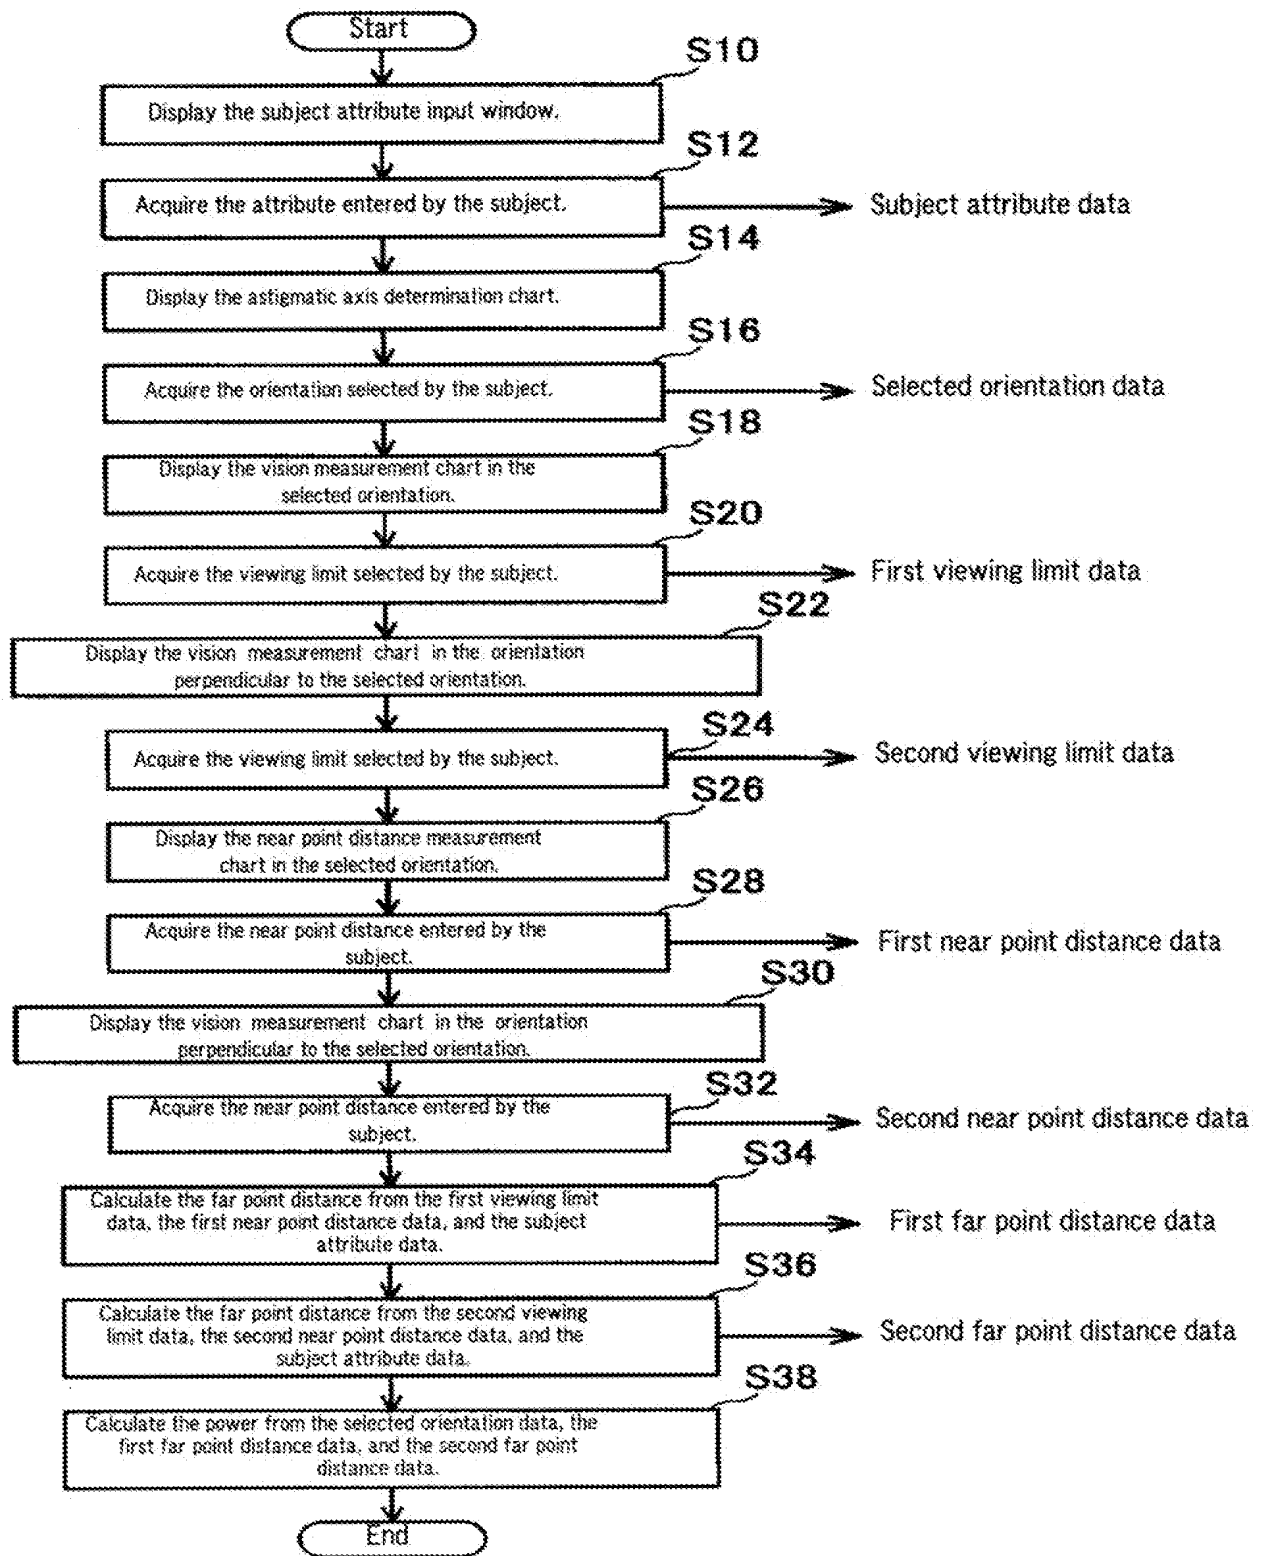 Start
S10
Display the subject attribute input window.
S12
Acquire the attribute entered by the subject.
Subject attribute data
S14
Display the astigmatic axis determination chart.
S16
Acquire the orientation selected by the subject.
Selected orientation data
S18
Display the vision measurement chart in the
selected orientation.
S20
Acquire the viewing limit selected by the subject.
First viewing limit data
S22
Display the vision measurement chart in the orientation
perpendicular to the selected orientation.
S24
Acquire the viewing limit selected by the subject.
Second viewing limit data
S26
Display the near point distance measurement
chart in the selected orientation.
S28
Acquire the near point distance entered by the
subject.
First near point distance data
S30
Display the vision measurement chart in the orientation
perpendicular to the selected orientation.
S32
Acquire the near point distance entered by the
subject.
Second near point distance data
S34
Calculate the far point distance from the first viewing limit
data, the first near point distance data, and the subject
attribute data.
First far point distance data
S36
Calculate the far point distance from the second viewing
limit data, the second near point distance data, and the
subject attribute data.
Second far point distance data
S38
Calculate the power from the selected orientation data, the
first far point distance data, and the second far point
distance data.
End